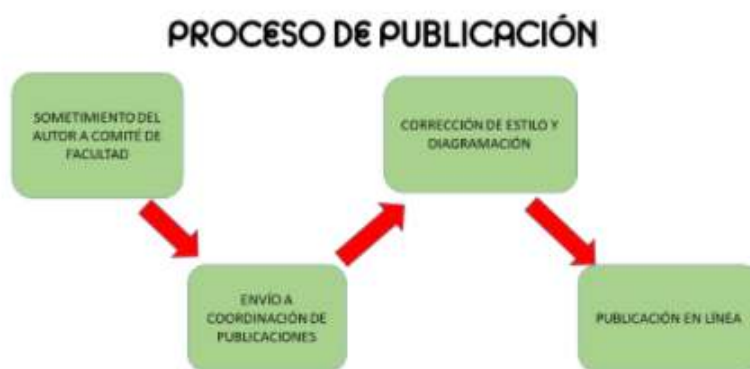 PROCESO DE PUBLICACIÓN
SOMETIMIENTO DEL
AUTOR A COMITÉ DE
FACULTAD
ENVÍO A
COORDINACIÓN DE
PUBLICACIONES
CORRECCIÓN DE ESTILO Y
DIAGRAMACIÓN
PUBLICACIÓN EN LÍNEA